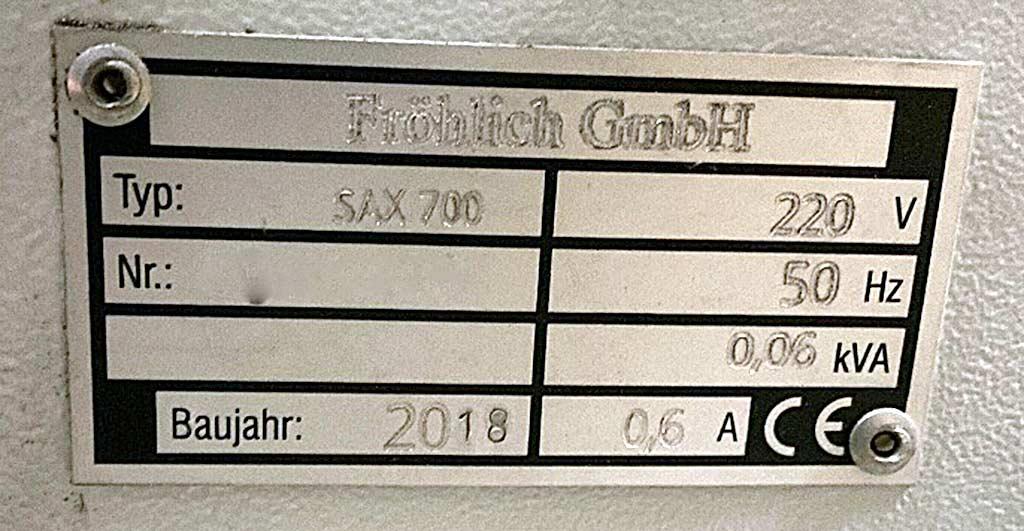 Fröhlich GmbH
Typ: SAX 700 220 V
Nr.: 50 Hz
0,06 kVA
Baujahr: 2018 0,6 A CE